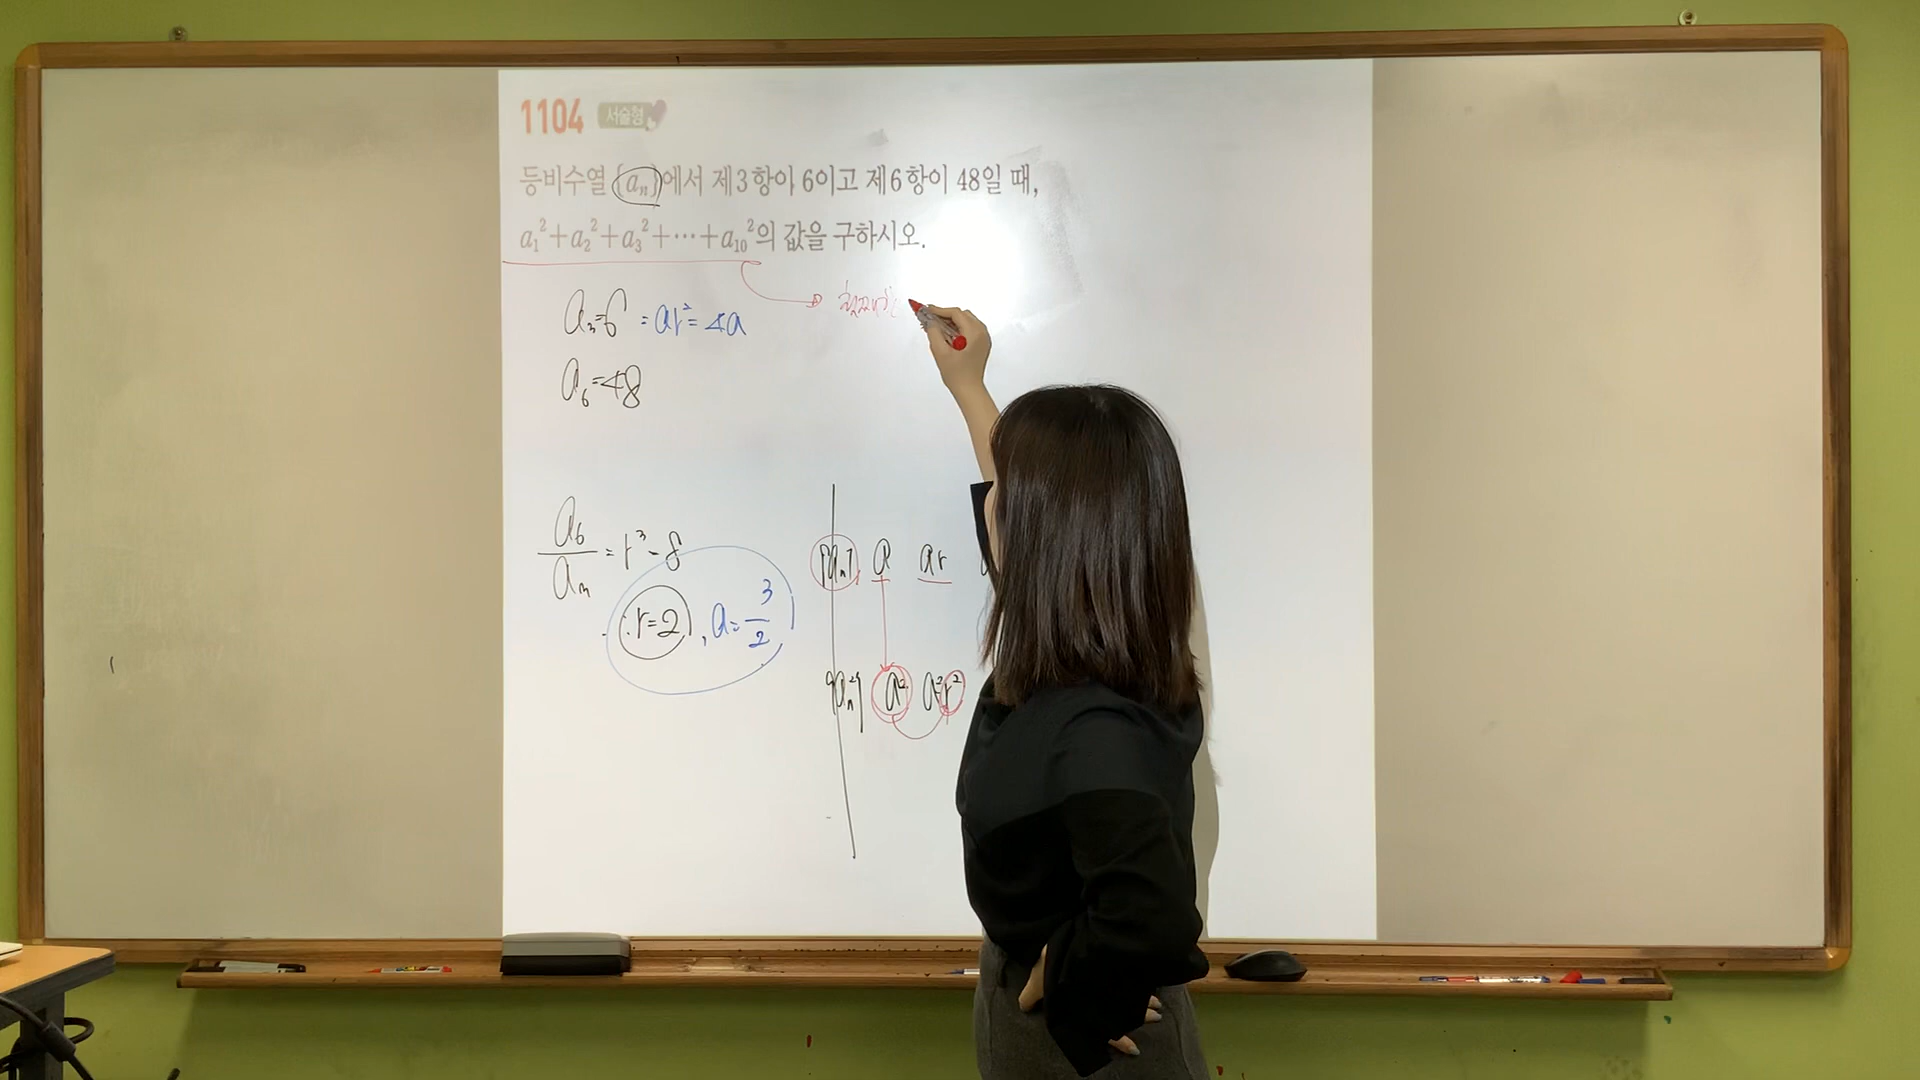 1104 서술형
등비수열 {aₙ}에서 제3항이 6이고 제6항이 48일 때,
a₁²+a₂²+a₃²+⋯+a₁₀²의 값을 구하시오.
a₃=6 =ar²=4a
a₆=48
a₆/a₃ = r³=8
∴ r=2, a=3/2
{aₙ} a ar
{aₙ²} a² a²r²